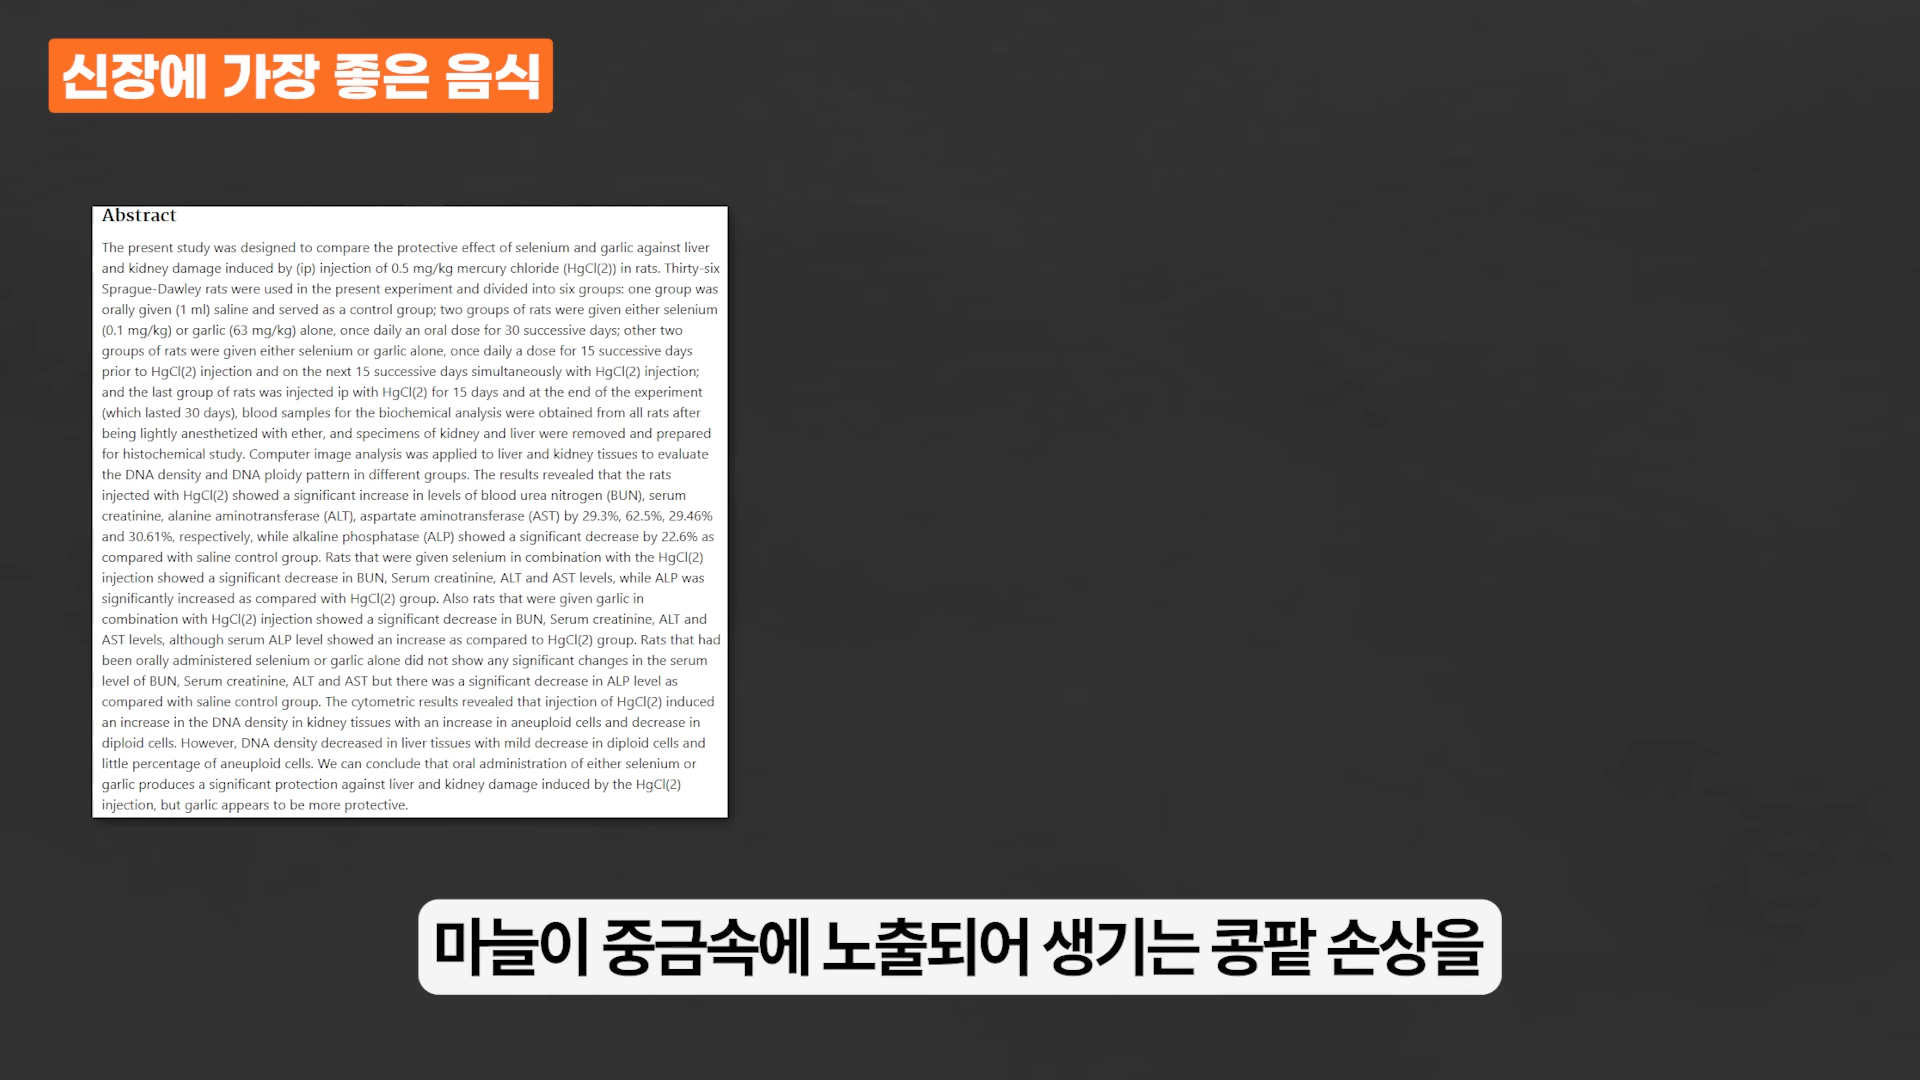 신장에 가장 좋은 음식
Abstract
The present study was designed to compare the protective effect of selenium and garlic against liver
and kidney damage induced by (ip) injection of 0.5 mg/kg mercury chloride (HgCl(2)) in rats. Thirty-six
Sprague-Dawley rats were used in the present experiment and divided into six groups: one group was
orally given (1 ml) saline and served as a control group; two groups of rats were given either selenium
(0.1 mg/kg) or garlic (63 mg/kg) alone, once daily an oral dose for 30 successive days; other two
groups of rats were given either selenium or garlic alone, once daily a dose for 15 successive days
prior to HgCl(2) injection and on the next 15 successive days simultaneously with HgCl(2) injection;
and the last group of rats was injected ip with HgCl(2) for 15 days and at the end of the experiment
(which lasted 30 days), blood samples for the biochemical analysis were obtained from all rats after
being lightly anesthetized with ether, and specimens of kidney and liver were removed and prepared
for histochemical study. Computer image analysis was applied to liver and kidney tissues to evaluate
the DNA density and DNA ploidy pattern in different groups. The results revealed that the rats
injected with HgCl(2) showed a significant increase in levels of blood urea nitrogen (BUN), serum
creatinine, alanine aminotransferase (ALT), aspartate aminotransferase (AST) by 29.3%, 62.5%, 29.46%
and 30.61%, respectively, while alkaline phosphatase (ALP) showed a significant decrease by 22.6% as
compared with saline control group. Rats that were given selenium in combination with the HgCl(2)
injection showed a significant decrease in BUN, Serum creatinine, ALT and AST levels, while ALP was
significantly increased as compared with HgCl(2) group. Also rats that were given garlic in
combination with HgCl(2) injection showed a significant decrease in BUN, Serum creatinine, ALT and
AST levels, although serum ALP level showed an increase as compared to HgCl(2) group. Rats that had
been orally administered selenium or garlic alone did not show any significant changes in the serum
level of BUN, Serum creatinine, ALT and AST but there was a significant decrease in ALP level as
compared with saline control group. The cytometric results revealed that injection of HgCl(2) induced
an increase in the DNA density in kidney tissues with an increase in aneuploid cells and decrease in
diploid cells. However, DNA density decreased in liver tissues with mild decrease in diploid cells and
little percentage of aneuploid cells. We can conclude that oral administration of either selenium or
garlic produces a significant protection against liver and kidney damage induced by the HgCl(2)
injection, but garlic appears to be more protective.
마늘이 중금속에 노출되어 생기는 콩팥 손상을